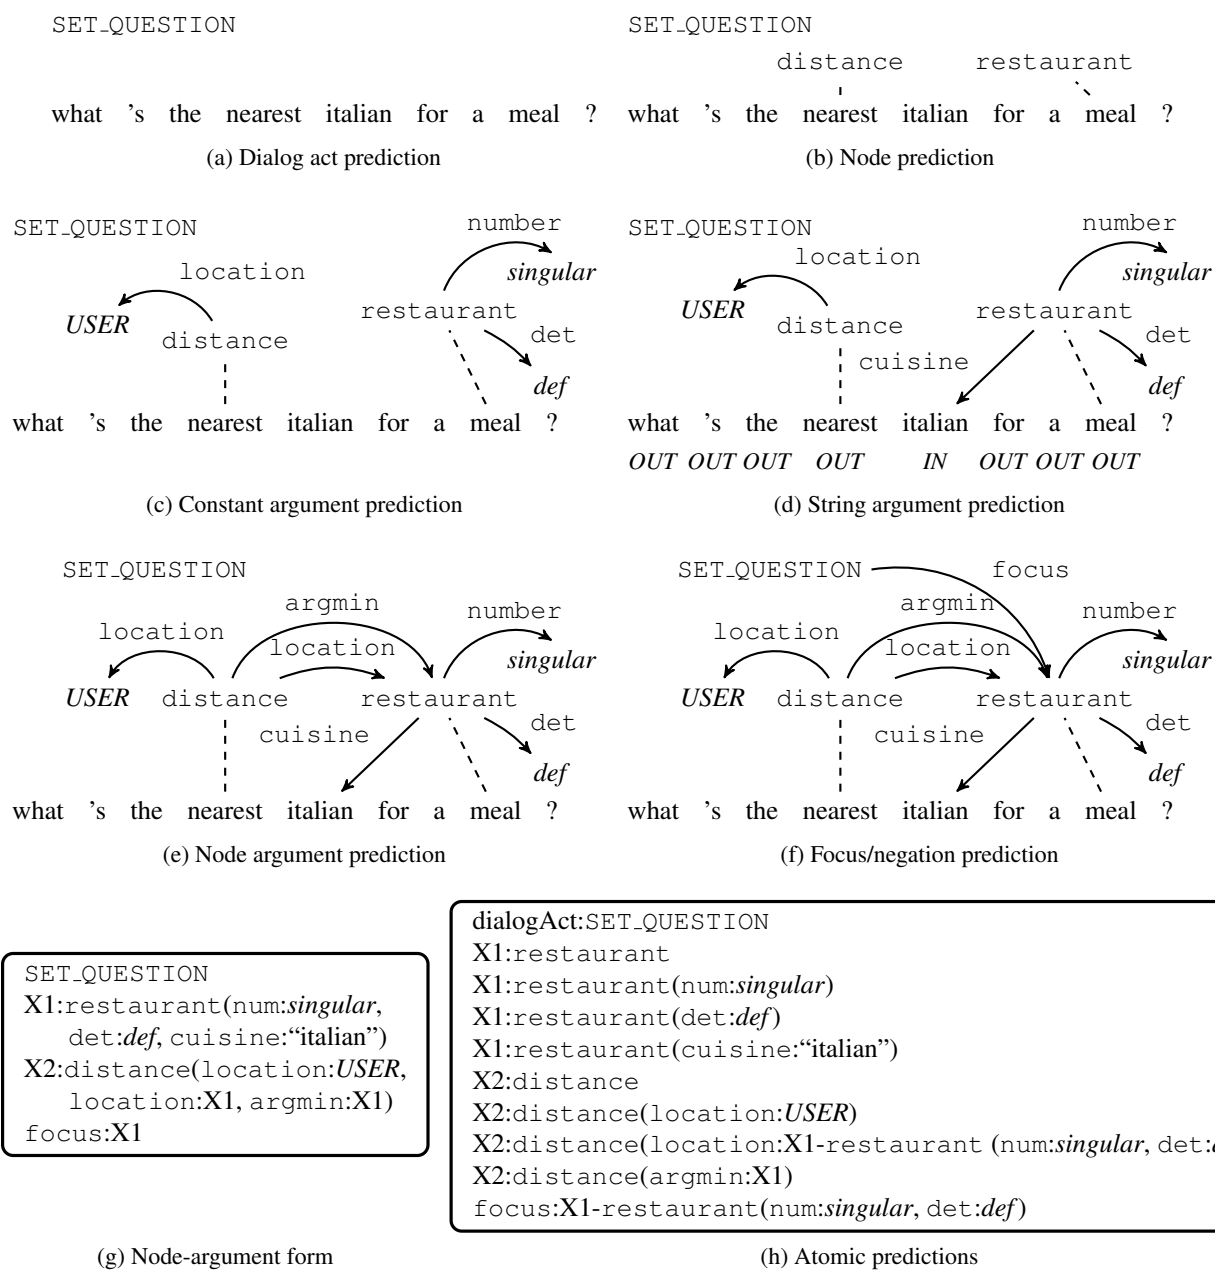 SET_QUESTION
what 's the nearest italian for a meal ?
(a) Dialog act prediction
SET_QUESTION
distance restaurant
what 's the nearest italian for a meal ?
(b) Node prediction
SET_QUESTION
number
location
singular
USER
restaurant
distance
det
def
what 's the nearest italian for a meal ?
(c) Constant argument prediction
SET_QUESTION
number
location
singular
USER
restaurant
distance
det
cuisine
def
what 's the nearest italian for a meal ?
OUT OUT OUT OUT IN OUT OUT OUT
(d) String argument prediction
SET_QUESTION
argmin
number
location
location
singular
USER distance restaurant
det
cuisine
def
what 's the nearest italian for a meal ?
(e) Node argument prediction
SET_QUESTION
focus
argmin
number
location
location
singular
USER distance restaurant
det
cuisine
def
what 's the nearest italian for a meal ?
(f) Focus/negation prediction
SET_QUESTION
X1:restaurant(num:singular,
det:def, cuisine:“italian”)
X2:distance(location:USER,
location:X1, argmin:X1)
focus:X1
(g) Node-argument form
dialogAct:SET_QUESTION
X1:restaurant
X1:restaurant(num:singular)
X1:restaurant(det:def)
X1:restaurant(cuisine:“italian”)
X2:distance
X2:distance(location:USER)
X2:distance(location:X1-restaurant (num:singular, det:
X2:distance(argmin:X1)
focus:X1-restaurant(num:singular, det:def)
(h) Atomic predictions